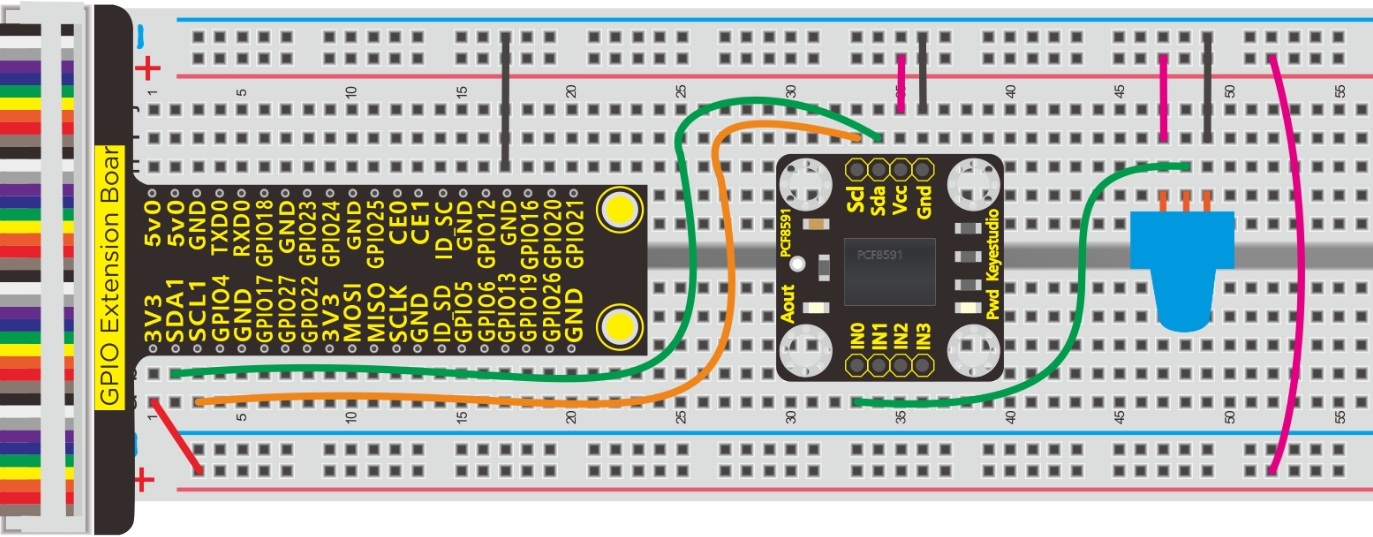 -
+
1
5
10
15
20
25
30
35
40
45
50
55
GPIO Extension Boar
5v0
5v0
GND
TXD0
RXD0
GPIO18
GND
GPIO23
GPIO24
GND
GPIO25
CE0
CE1
ID_SC
GND
GPIO12
GND
GPIO16
GPIO20
GPIO21
3V3
SDA1
SCL1
GPIO4
GND
GPIO17
GPIO27
GPIO22
3V3
MOSI
MISO
SCLK
GND
ID_SD
GPIO5
GPIO6
GPIO13
GPIO19
GPIO26
GND
Scl
Sda
Vcc
Gnd
PCF8591
PCF8591
Aout
Keyestudio
Pwd
IN0
IN1
IN2
IN3
1
5
10
15
20
25
30
35
40
45
50
55
+